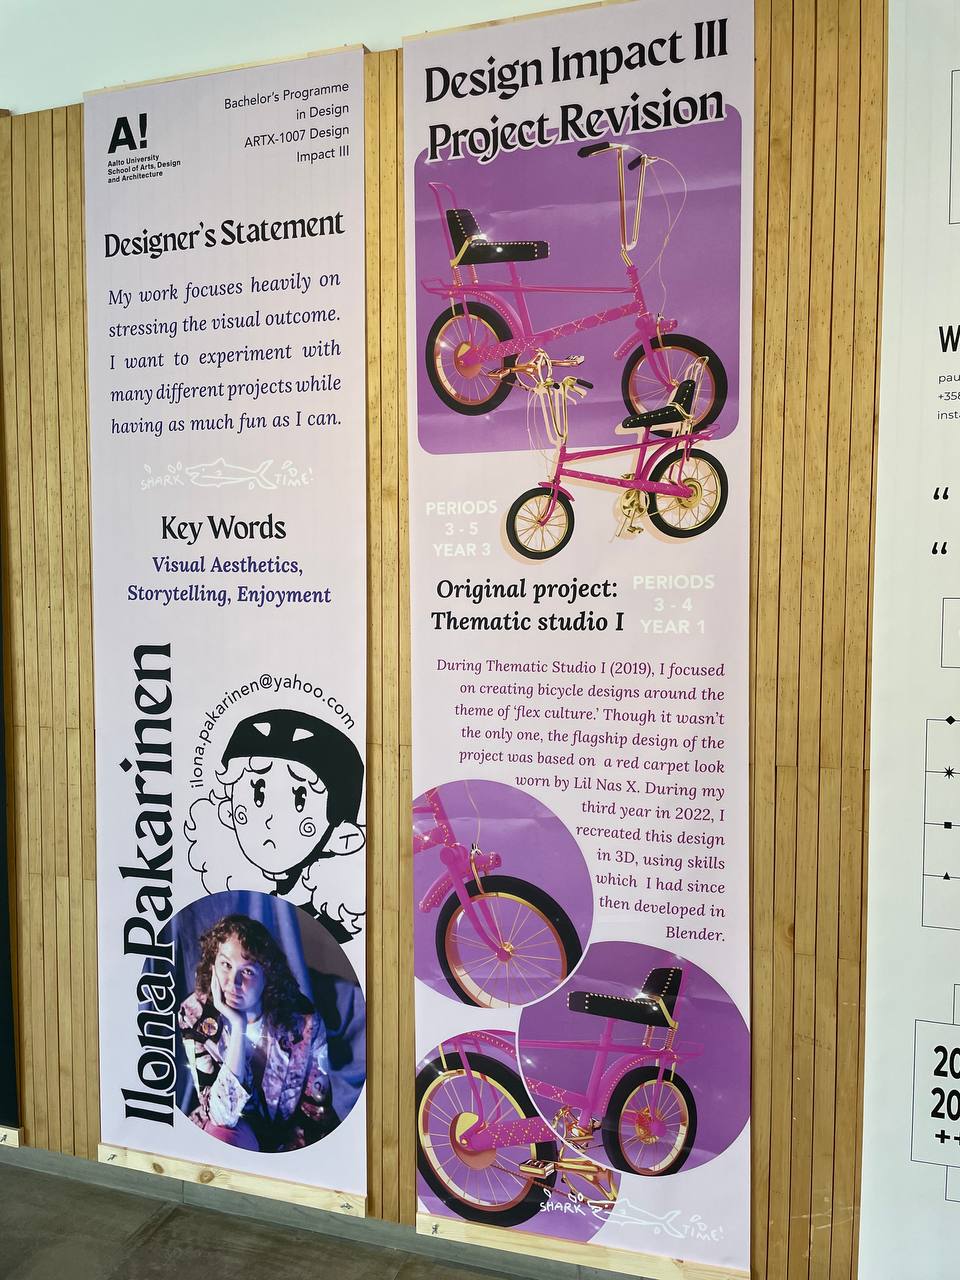 A!
Aalto University
School of Arts, Design
and Architecture
Bachelor's Programme
in Design
ARTX-1007 Design
Impact III
Designer's Statement
My work focuses heavily on
stressing the visual outcome.
I want to experiment with
many different projects while
having as much fun as I can.
SHARK TIME!
Key Words
Visual Aesthetics,
Storytelling, Enjoyment
Ilona Pakarinen
ilona.pakarinen@yahoo.com
Design Impact III
Project Revision
PERIODS
3 - 5
YEAR 3
Original project:
Thematic studio I
PERIODS
3 - 4
YEAR 1
During Thematic Studio I (2019), I focused
on creating bicycle designs around the
theme of 'flex culture.' Though it wasn't
the only one, the flagship design of the
project was based on a red carpet look
worn by Lil Nas X. During my
third year in 2022, I
recreated this design
in 3D, using skills
which I had since
then developed in
Blender.
SHARK TIME!
W
pau
+358
inst
“
“
20
20
++